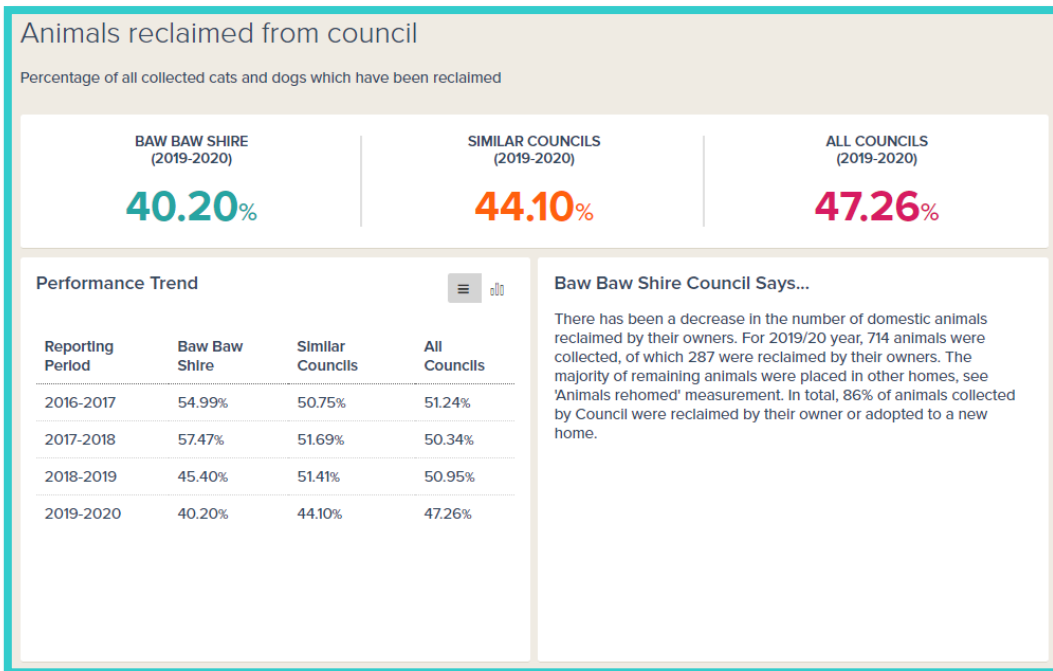 Animals reclaimed from council
Percentage of all collected cats and dogs which have been reclaimed
BAW BAW SHIRE
(2019-2020)
40.20%
SIMILAR COUNCILS
(2019-2020)
44.10%
ALL COUNCILS
(2019-2020)
47.26%
Performance Trend
Reporting Period Baw Baw Shire Similar Councils All Councils
2016-2017 54.99% 50.75% 51.24%
2017-2018 57.47% 51.69% 50.34%
2018-2019 45.40% 51.41% 50.95%
2019-2020 40.20% 44.10% 47.26%
Baw Baw Shire Council Says...
There has been a decrease in the number of domestic animals
reclaimed by their owners. For 2019/20 year, 714 animals were
collected, of which 287 were reclaimed by their owners. The
majority of remaining animals were placed in other homes, see
'Animals rehomed' measurement. In total, 86% of animals collected
by Council were reclaimed by their owner or adopted to a new
home.